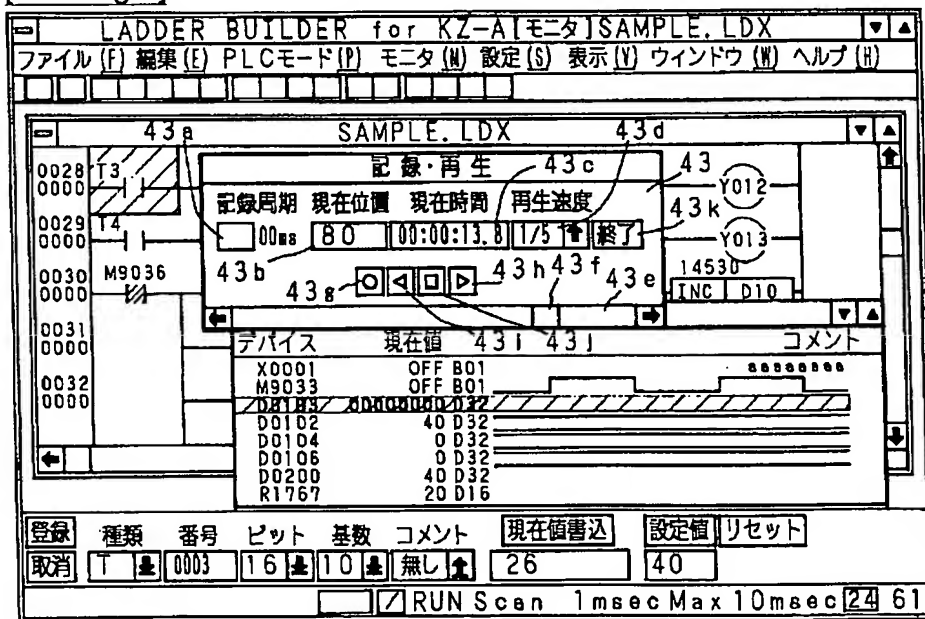 LADDER BUILDER for KZ-A[モニタ]SAMPLE.LDX
ファイル(F) 編集(E) PLCモード(P) モニタ(N) 設定(S) 表示(V) ウインドウ(W) ヘルプ(H)
43a SAMPLE.LDX 43d
記録・再生 43c 43
0028 T3
0000
Y012
記録周期 現在位置 現在時間 再生速度
43k
00ms 80 00:00:13.8 1/5 終了
0029 T4
0000
Y013
43b 43g 43h 43f 43e
0030 M9036
0000
14530
INC D10
43i 43j
0031
0000
デバイス 現在値 コメント
X0001 OFF B01 aaaaaaaa
M9033 OFF B01
0032
0000
00000000 D32
D0102 40 D32
D0104 0 D32
D0106 0 D32
D0200 40 D32
R1767 20 D16
登録 種類 番号 ビット 基数 コメント 現在値書込 設定値 リセット
取消 T 0003 16 10 無し 26 40
RUN Scan 1msec Max 10msec 24 61